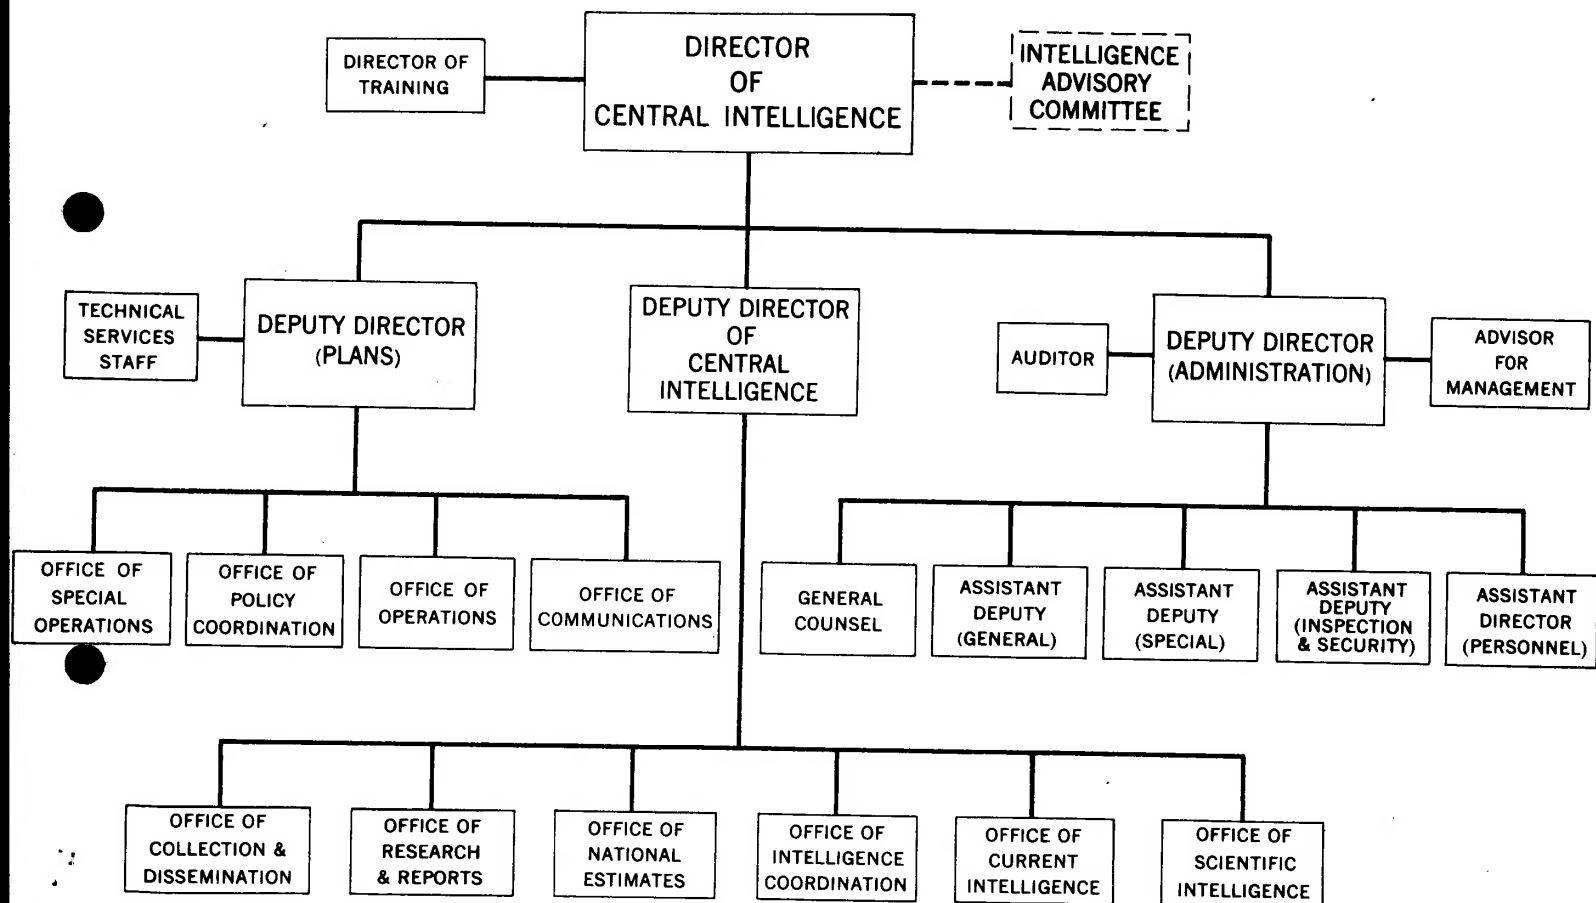 DIRECTOR OF
TRAINING
DIRECTOR
OF
CENTRAL INTELLIGENCE
INTELLIGENCE
ADVISORY
COMMITTEE
TECHNICAL
SERVICES
STAFF
DEPUTY DIRECTOR
(PLANS)
DEPUTY DIRECTOR
OF
CENTRAL
INTELLIGENCE
AUDITOR
DEPUTY DIRECTOR
(ADMINISTRATION)
ADVISOR
FOR
MANAGEMENT
OFFICE OF
SPECIAL
OPERATIONS
OFFICE OF
POLICY
COORDINATION
OFFICE OF
OPERATIONS
OFFICE OF
COMMUNICATIONS
GENERAL
COUNSEL
ASSISTANT
DEPUTY
(GENERAL)
ASSISTANT
DEPUTY
(SPECIAL)
ASSISTANT
DEPUTY
(INSPECTION
& SECURITY)
ASSISTANT
DIRECTOR
(PERSONNEL)
OFFICE OF
COLLECTION &
DISSEMINATION
OFFICE OF
RESEARCH
& REPORTS
OFFICE OF
NATIONAL
ESTIMATES
OFFICE OF
INTELLIGENCE
COORDINATION
OFFICE OF
CURRENT
INTELLIGENCE
OFFICE OF
SCIENTIFIC
INTELLIGENCE